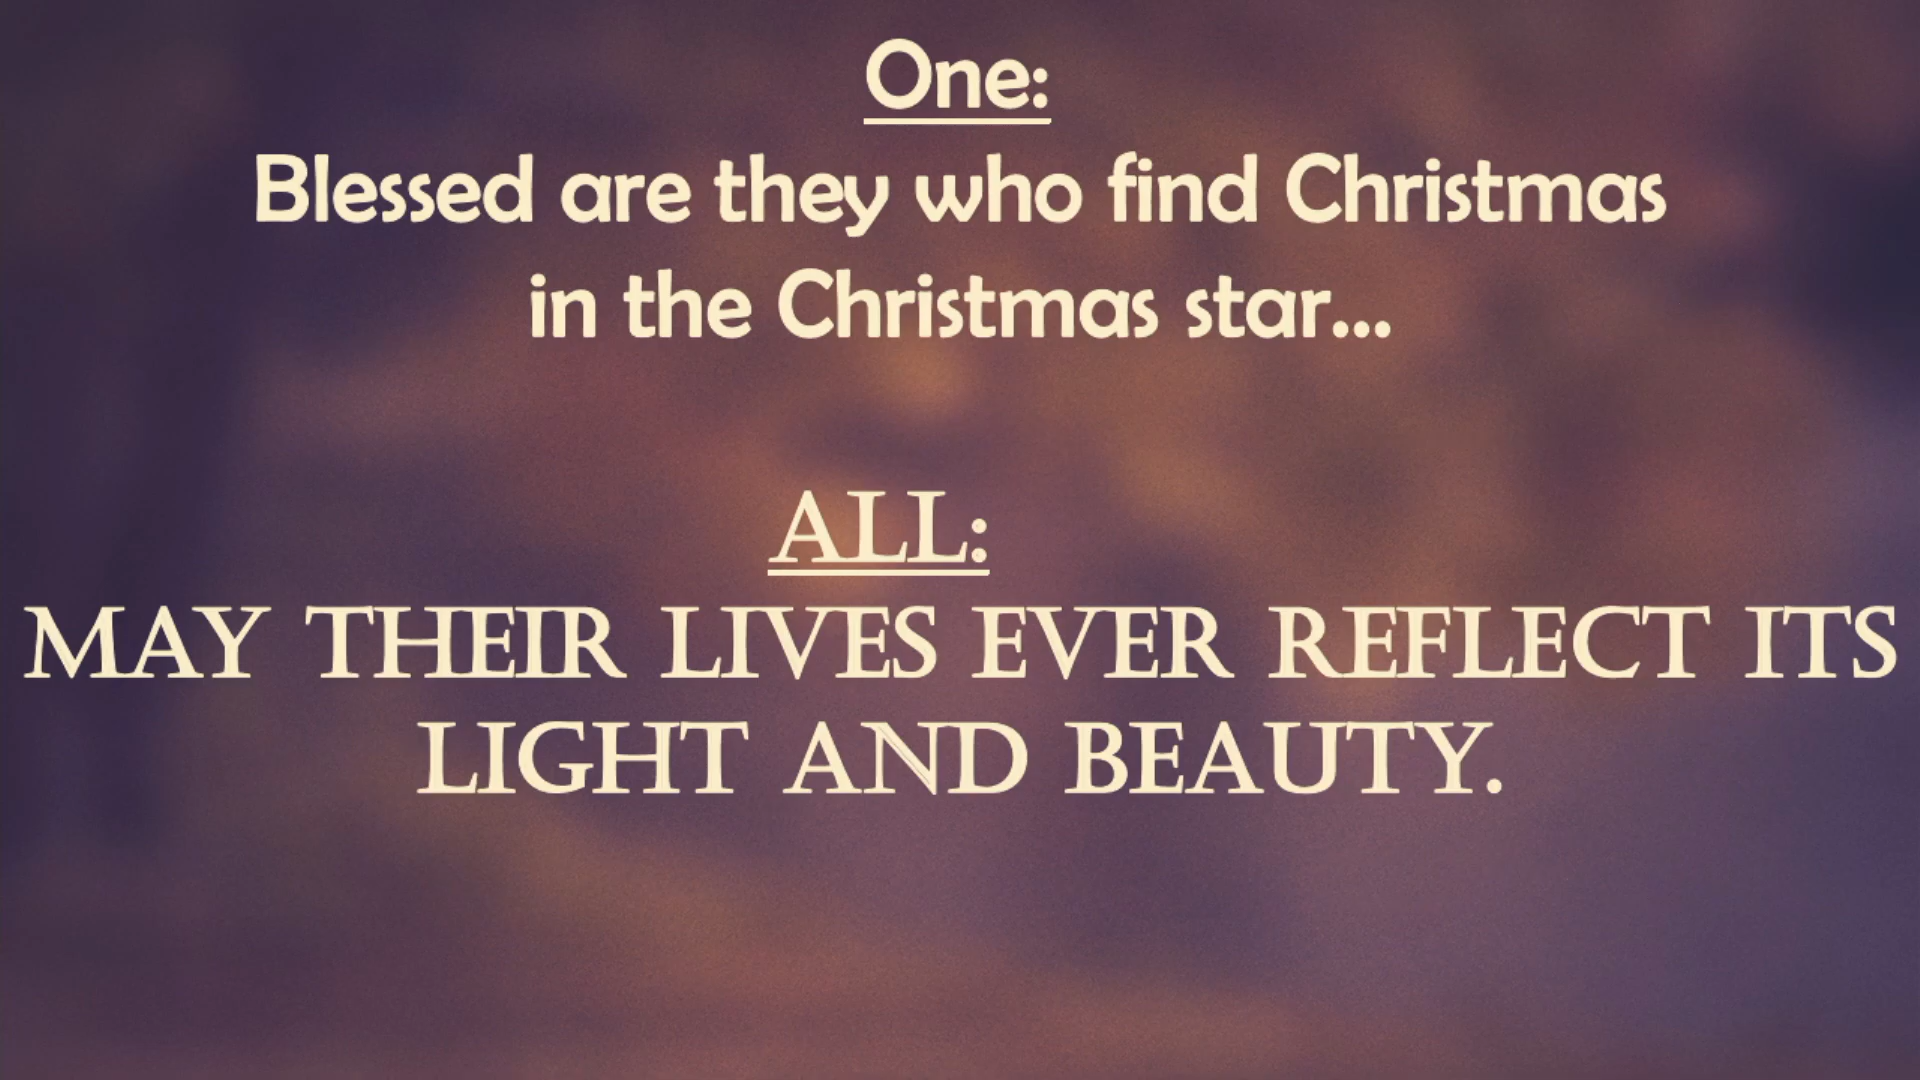 One:
Blessed are they who find Christmas
in the Christmas star...
ALL:
MAY THEIR LIVES EVER REFLECT ITS
LIGHT AND BEAUTY.